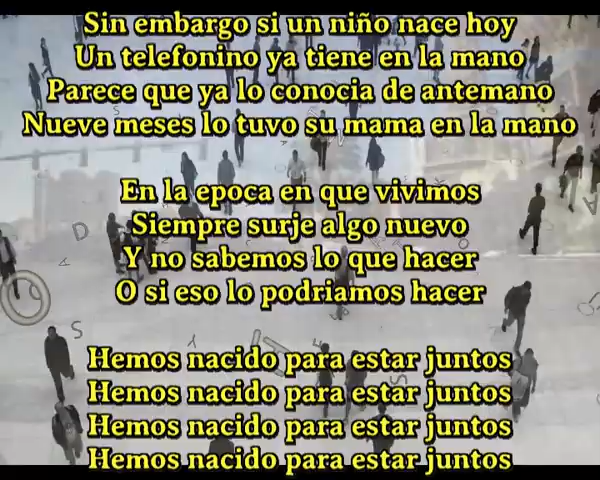 Sin embargo si un niño nace hoy
Un telefonino ya tiene en la mano
Parece que ya lo conocia de antemano
Nueve meses lo tuvo su mama en la mano
En la epoca en que vivimos
Siempre surje algo nuevo
Y no sabemos lo que hacer
O si eso lo podriamos hacer
Hemos nacido para estar juntos
Hemos nacido para estar juntos
Hemos nacido para estar juntos
Hemos nacido para estar juntos